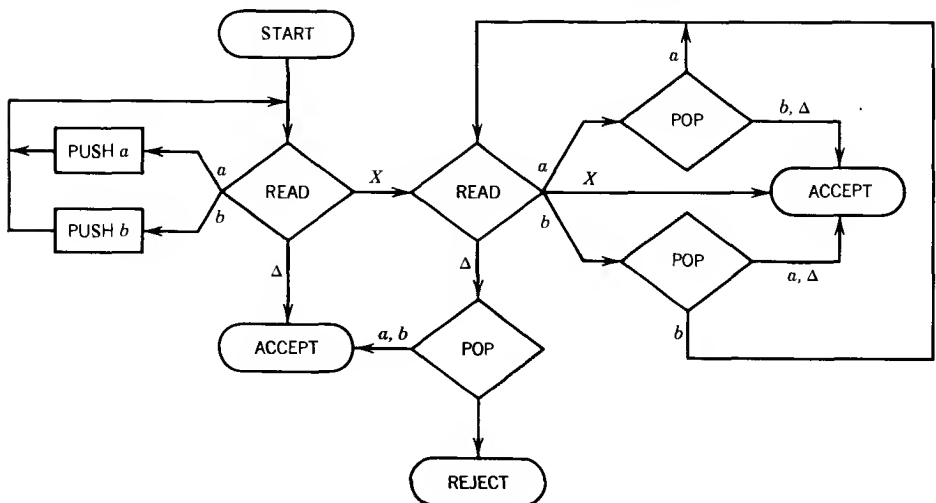 START
a
POP
b, Δ
PUSH a
a
READ
X
READ
a
X
ACCEPT
PUSH b
b
b
POP
a, Δ
Δ
Δ
b
ACCEPT
a, b
POP
REJECT